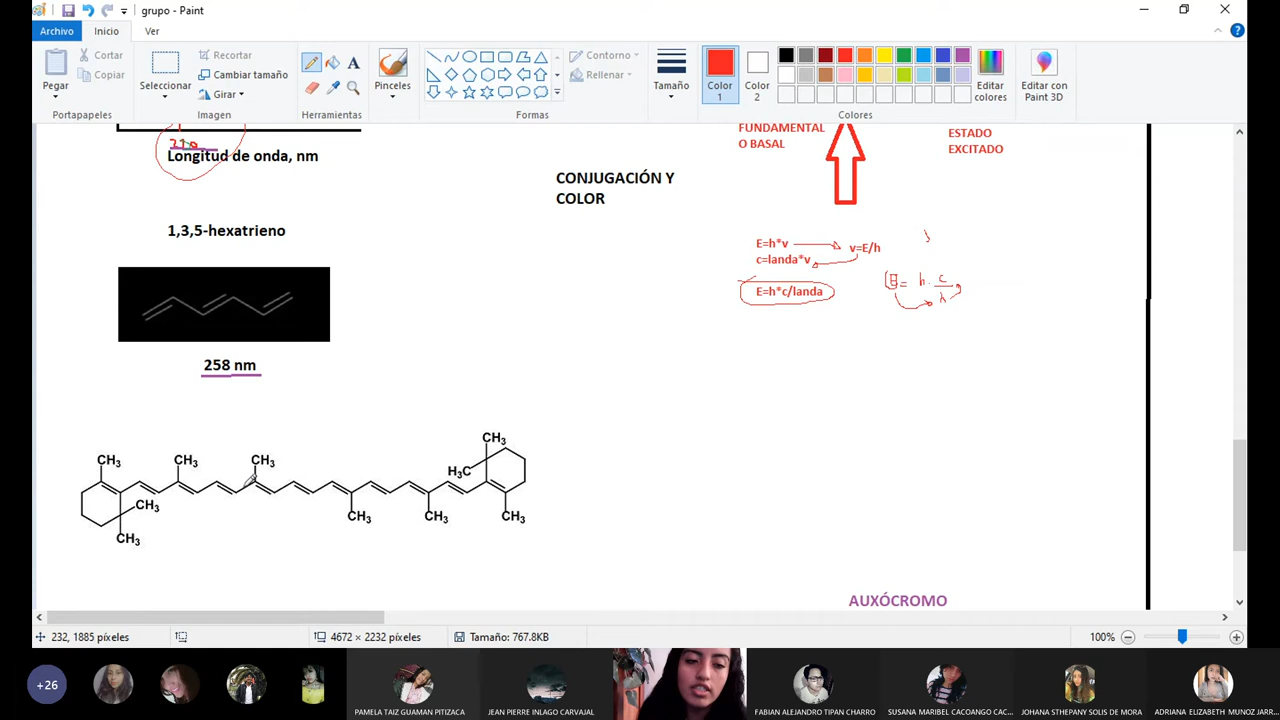 grupo - Paint
Archivo
Inicio
Ver
Pegar
Cortar
Copiar
Portapapeles
Seleccionar
Recortar
Cambiar tamaño
Girar
Imagen
Herramientas
Pinceles
Formas
Contorno
Rellenar
Tamaño
Color
1
Color
2
Editar
colores
Editar con
Paint 3D
Colores
Longitud de onda, nm
FUNDAMENTAL
O BASAL
ESTADO
EXCITADO
CONJUGACIÓN Y
COLOR
1,3,5-hexatrieno
E=h*v
v=E/h
c=landa*v
E=h*c/landa
E = h . c
λ
258 nm
CH₃
CH₃
CH₃
CH₃
CH₃
H₃C
CH₃
CH₃
CH₃
CH₃
AUXÓCROMO
232, 1885 píxeles
4672 × 2232 píxeles
Tamaño: 767.8KB
100%
+26
PAMELA TAIZ GUAMAN PITIZACA
JEAN PIERRE INLAGO CARVAJAL
FABIAN ALEJANDRO TIPAN CHARRO
SUSANA MARIBEL CACOANGO CAC...
JOHANA STHEPANY SOLIS DE MORA
ADRIANA ELIZABETH MUNOZ JARR...